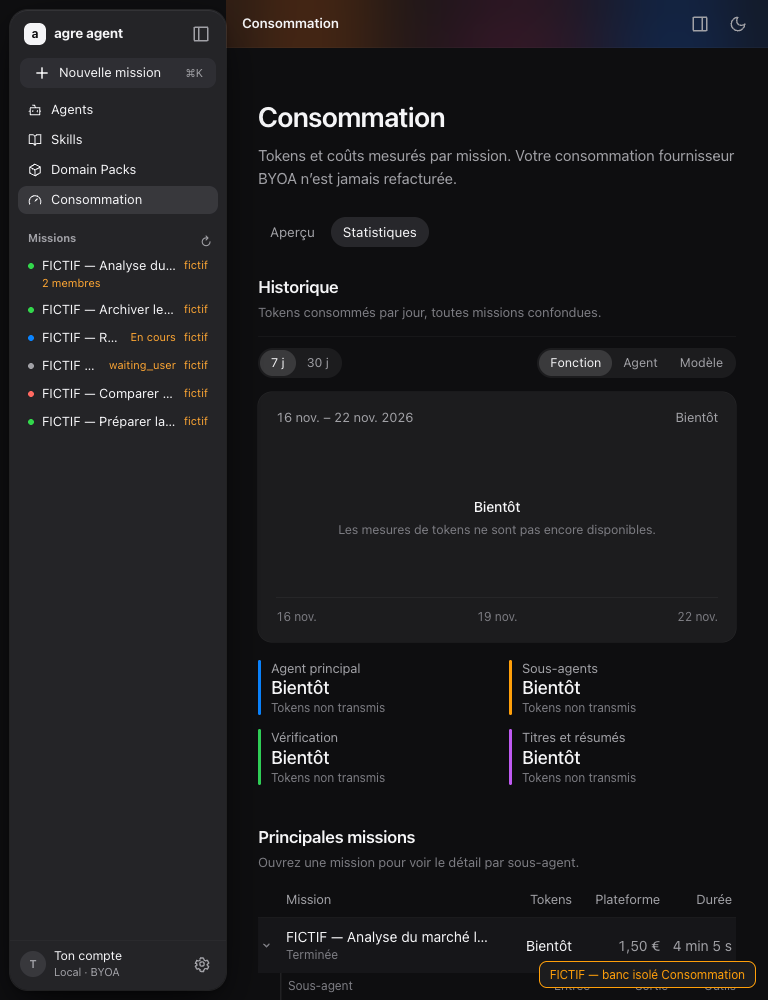 a agre agent
Nouvelle mission ⌘K
Agents
Skills
Domain Packs
Consommation
Missions
FICTIF — Analyse du... fictif
2 membres
FICTIF — Archiver le... fictif
FICTIF — R... En cours fictif
FICTIF ... waiting_user fictif
FICTIF — Comparer ... fictif
FICTIF — Préparer la... fictif
T
Ton compte
Local · BYOA
Consommation
Consommation
Tokens et coûts mesurés par mission. Votre consommation fournisseur
BYOA n’est jamais refacturée.
Aperçu Statistiques
Historique
Tokens consommés par jour, toutes missions confondues.
7 j 30 j Fonction Agent Modèle
16 nov. – 22 nov. 2026 Bientôt
Bientôt
Les mesures de tokens ne sont pas encore disponibles.
16 nov. 19 nov. 22 nov.
Agent principal
Bientôt
Tokens non transmis
Sous-agents
Bientôt
Tokens non transmis
Vérification
Bientôt
Tokens non transmis
Titres et résumés
Bientôt
Tokens non transmis
Principales missions
Ouvrez une mission pour voir le détail par sous-agent.
Mission Tokens Plateforme Durée
FICTIF — Analyse du marché l... Bientôt 1,50 € 4 min 5 s
Terminée
FICTIF — banc isolé Consommation
Sous-agent